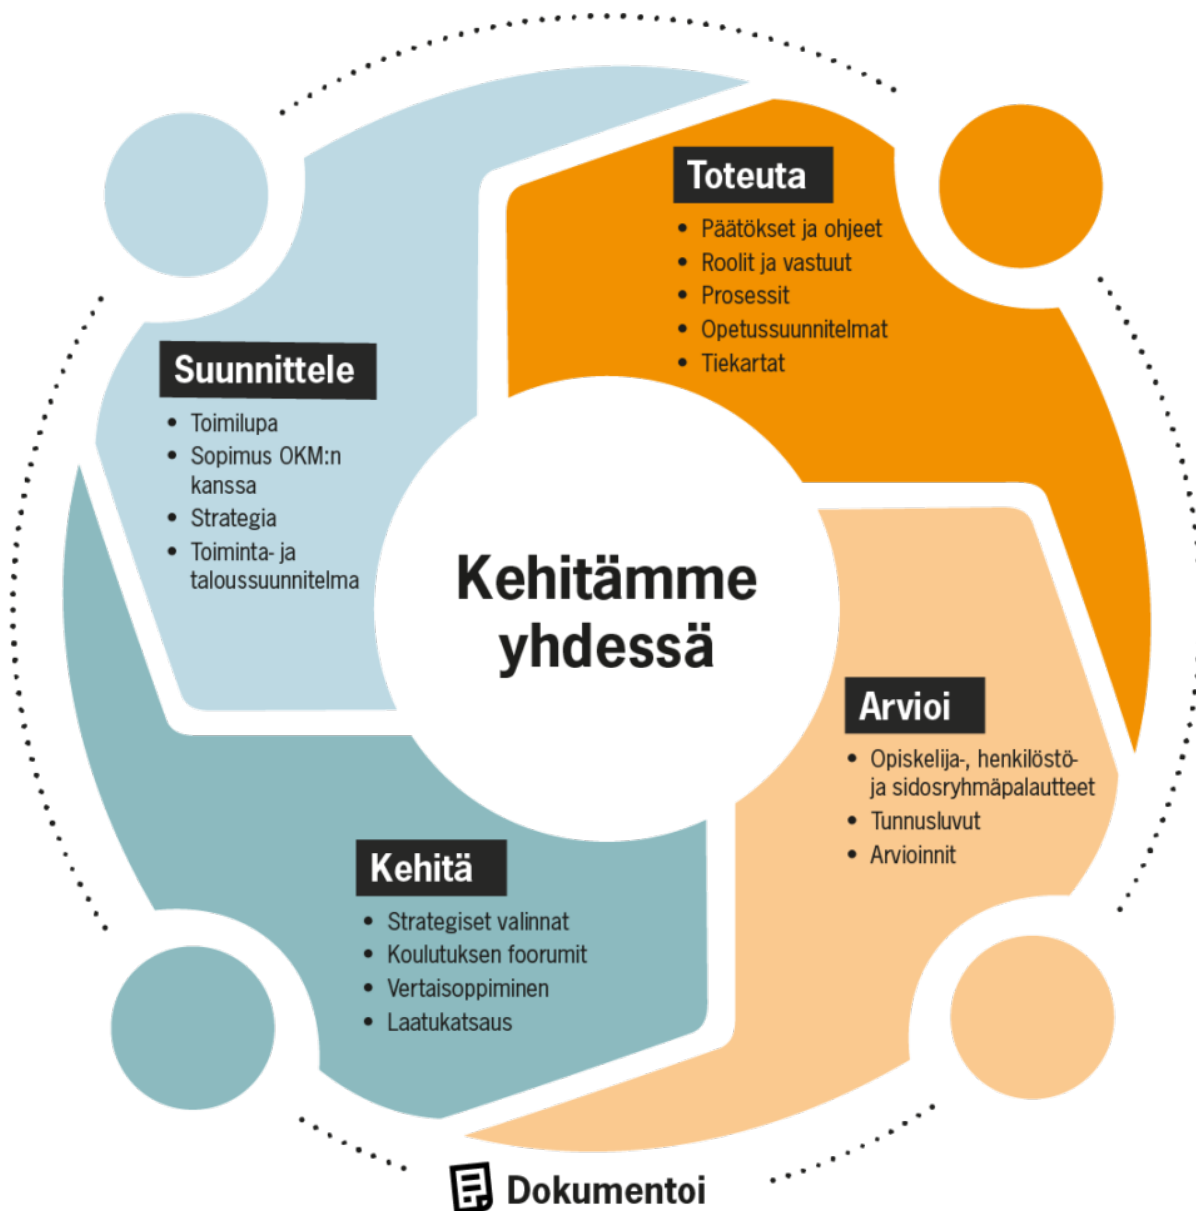 Suunnittele
• Toimilupa
• Sopimus OKM:n
kanssa
• Strategia
• Toiminta- ja
taloussuunnitelma
Toteuta
• Päätökset ja ohjeet
• Roolit ja vastuut
• Prosessit
• Opetussuunnitelmat
• Tiekartat
Kehitämme
yhdessä
Arvioi
• Opiskelija-, henkilöstö-
ja sidosryhmäpalautteet
• Tunnusluvut
• Arvioinnit
Kehitä
• Strategiset valinnat
• Koulutuksen foorumit
• Vertaisoppiminen
• Laatukatsaus
Dokumentoi